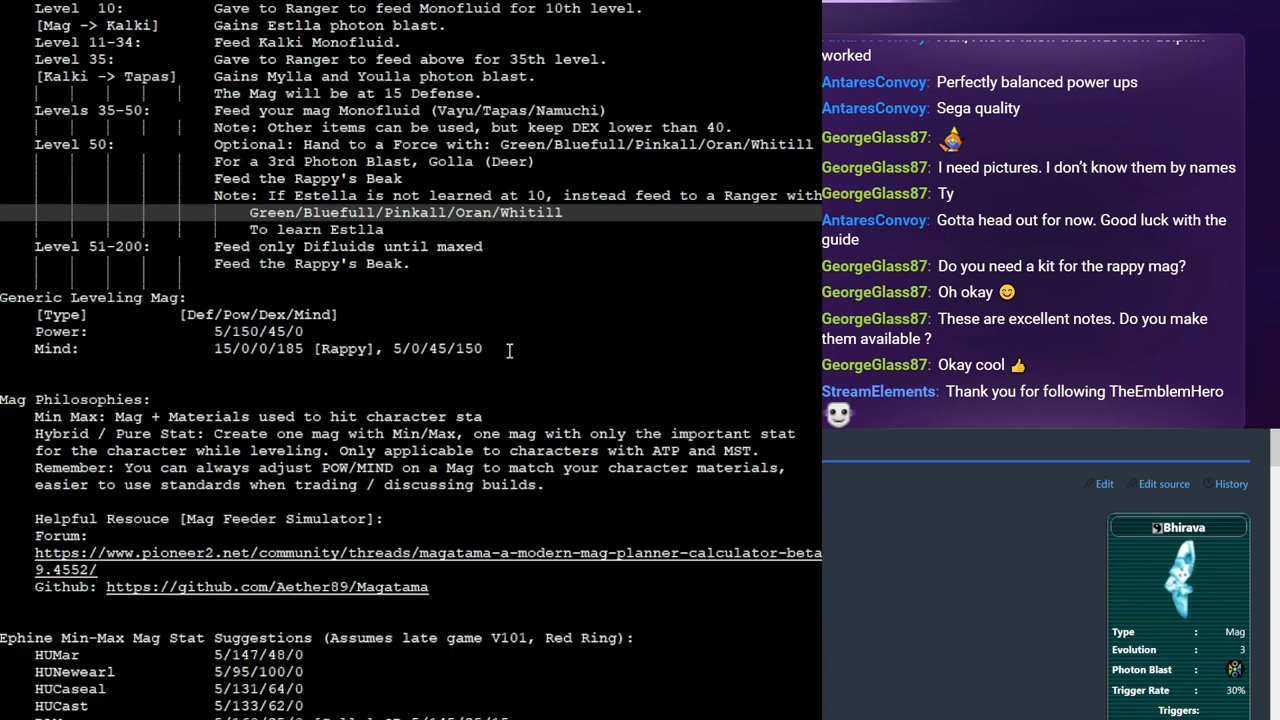 Level  10:        Gave to Ranger to feed Monofluid for 10th level.
[Mag -> Kalki]       Gains Estlla photon blast.
Level 11-34:         Feed Kalki Monofluid.
Level 35:            Gave to Ranger to feed above for 35th level.
[Kalki -> Tapas]     Gains Mylla and Youlla photon blast.
The Mag will be at 15 Defense.
Levels 35-50:        Feed your mag Monofluid (Vayu/Tapas/Namuchi)
Note: Other items can be used, but keep DEX lower than 40.
Level 50:            Optional: Hand to a Force with: Green/Bluefull/Pinkall/Oran/Whitill
For a 3rd Photon Blast, Golla (Deer)
Feed the Rappy's Beak
Note: If Estella is not learned at 10, instead feed to a Ranger with
Green/Bluefull/Pinkall/Oran/Whitill
To learn Estlla
Level 51-200:        Feed only Difluids until maxed
Feed the Rappy's Beak.
Generic Leveling Mag:
[Type]           [Def/Pow/Dex/Mind]
Power:               5/150/45/0
Mind:                15/0/0/185 [Rappy], 5/0/45/150
Mag Philosophies:
Min Max: Mag + Materials used to hit character sta
Hybrid / Pure Stat: Create one mag with Min/Max, one mag with only the important stat
for the character while leveling. Only applicable to characters with ATP and MST.
Remember: You can always adjust POW/MIND on a Mag to match your character materials,
easier to use standards when trading / discussing builds.
Helpful Resouce [Mag Feeder Simulator]:
Forum:
https://www.pioneer2.net/community/threads/magatama-a-modern-mag-planner-calculator-beta
9.4552/
Github: https://github.com/Aether89/Magatama
Ephine Min-Max Mag Stat Suggestions (Assumes late game V101, Red Ring):
HUMar                5/147/48/0
HUNewearl            5/95/100/0
HUCaseal             5/131/64/0
HUCast               5/133/62/0
worked
AntaresConvoy: Perfectly balanced power ups
AntaresConvoy: Sega quality
GeorgeGlass87:
GeorgeGlass87: I need pictures. I don't know them by names
GeorgeGlass87: Ty
AntaresConvoy: Gotta head out for now. Good luck with the
guide
GeorgeGlass87: Do you need a kit for the rappy mag?
GeorgeGlass87: Oh okay 😊
GeorgeGlass87: These are excellent notes. Do you make
them available ?
GeorgeGlass87: Okay cool 👍
StreamElements: Thank you for following TheEmblemHero
Edit Edit source History
Bhirava
Type : Mag
Evolution : 3
Photon Blast :
Trigger Rate : 30%
Triggers: